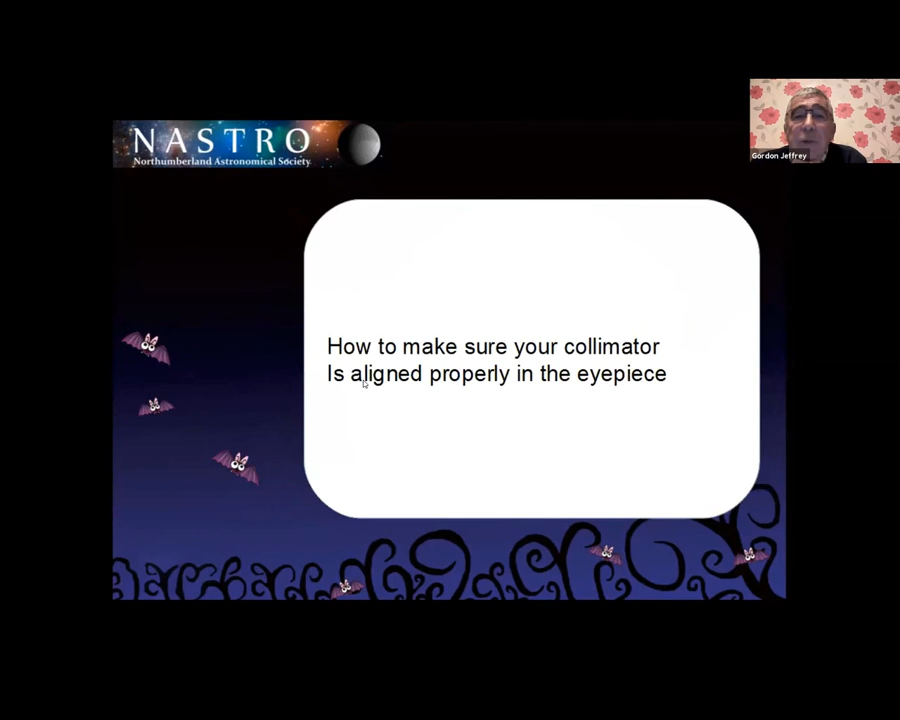 NASTRO
Northumberland Astronomical Society
Gordon Jeffrey
How to make sure your collimator
Is aligned properly in the eyepiece